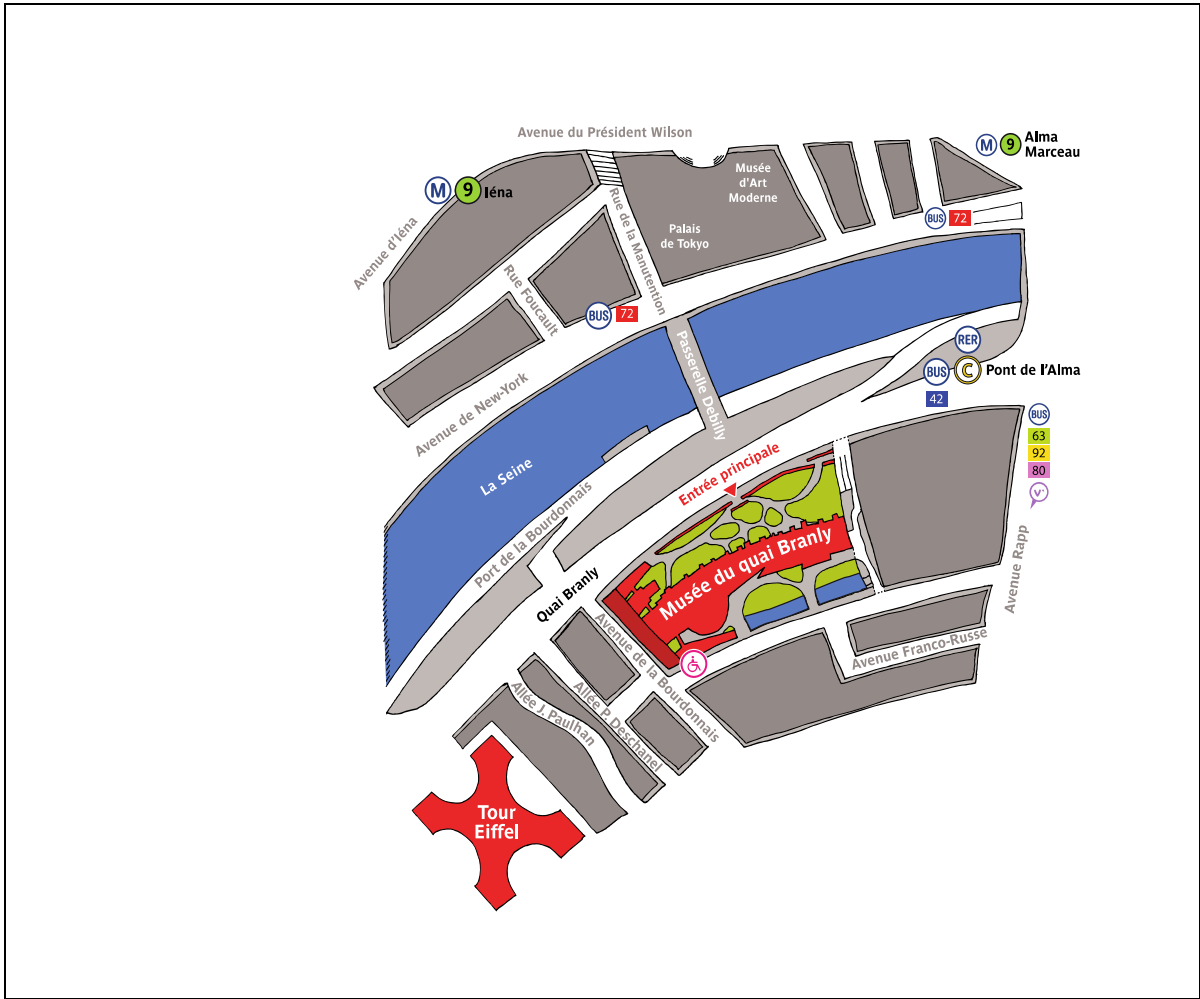 Avenue du Président Wilson
M 9 Alma
Marceau
M 9 Iéna
Musée
d'Art
Moderne
Palais
de Tokyo
BUS 72
Avenue d'Iéna
Rue de la Manutention
Rue Foucault
BUS 72
Passerelle Debilly
RER
BUS C Pont de l'Alma
42
Avenue de New-York
BUS
63
92
80
V+
La Seine
Entrée principale
Port de la Bourdonnais
Musée du quai Branly
Quai Branly
Avenue Rapp
Avenue Franco-Russe
Avenue de la Bourdonnais
Allée P. Deschanel
Allée J. Paulhan
Tour
Eiffel